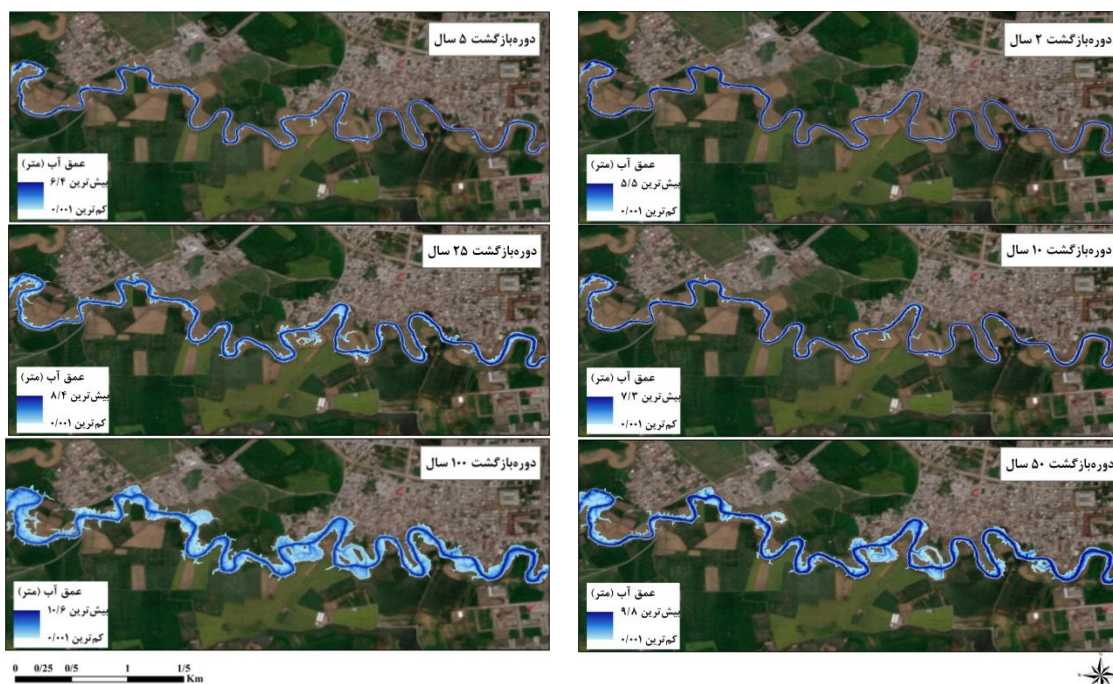 دوره‌بازگشت ۲ سال
عمق آب (متر)
بیش‌ترین ۵/۵
کم‌ترین ۰/۰۰۱
دوره‌بازگشت ۵ سال
عمق آب (متر)
بیش‌ترین ۶/۴
کم‌ترین ۰/۰۰۱
دوره‌بازگشت ۱۰ سال
عمق آب (متر)
بیش‌ترین ۷/۳
کم‌ترین ۰/۰۰۱
دوره‌بازگشت ۲۵ سال
عمق آب (متر)
بیش‌ترین ۸/۴
کم‌ترین ۰/۰۰۱
دوره‌بازگشت ۵۰ سال
عمق آب (متر)
بیش‌ترین ۹/۸
کم‌ترین ۰/۰۰۱
دوره‌بازگشت ۱۰۰ سال
عمق آب (متر)
بیش‌ترین ۱۰/۶
کم‌ترین ۰/۰۰۱
0 0/25 0/5 1 1/5
Km